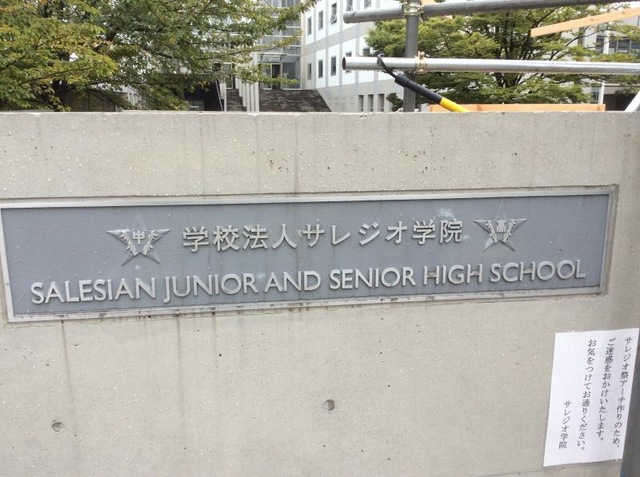 中 学校法人サレジオ学院 高
SALESIAN JUNIOR AND SENIOR HIGH SCHOOL
サレジオ祭アーチ作りのため、
ご迷惑をおかけいたします。
お気をつけてお通りください。
サレジオ学院